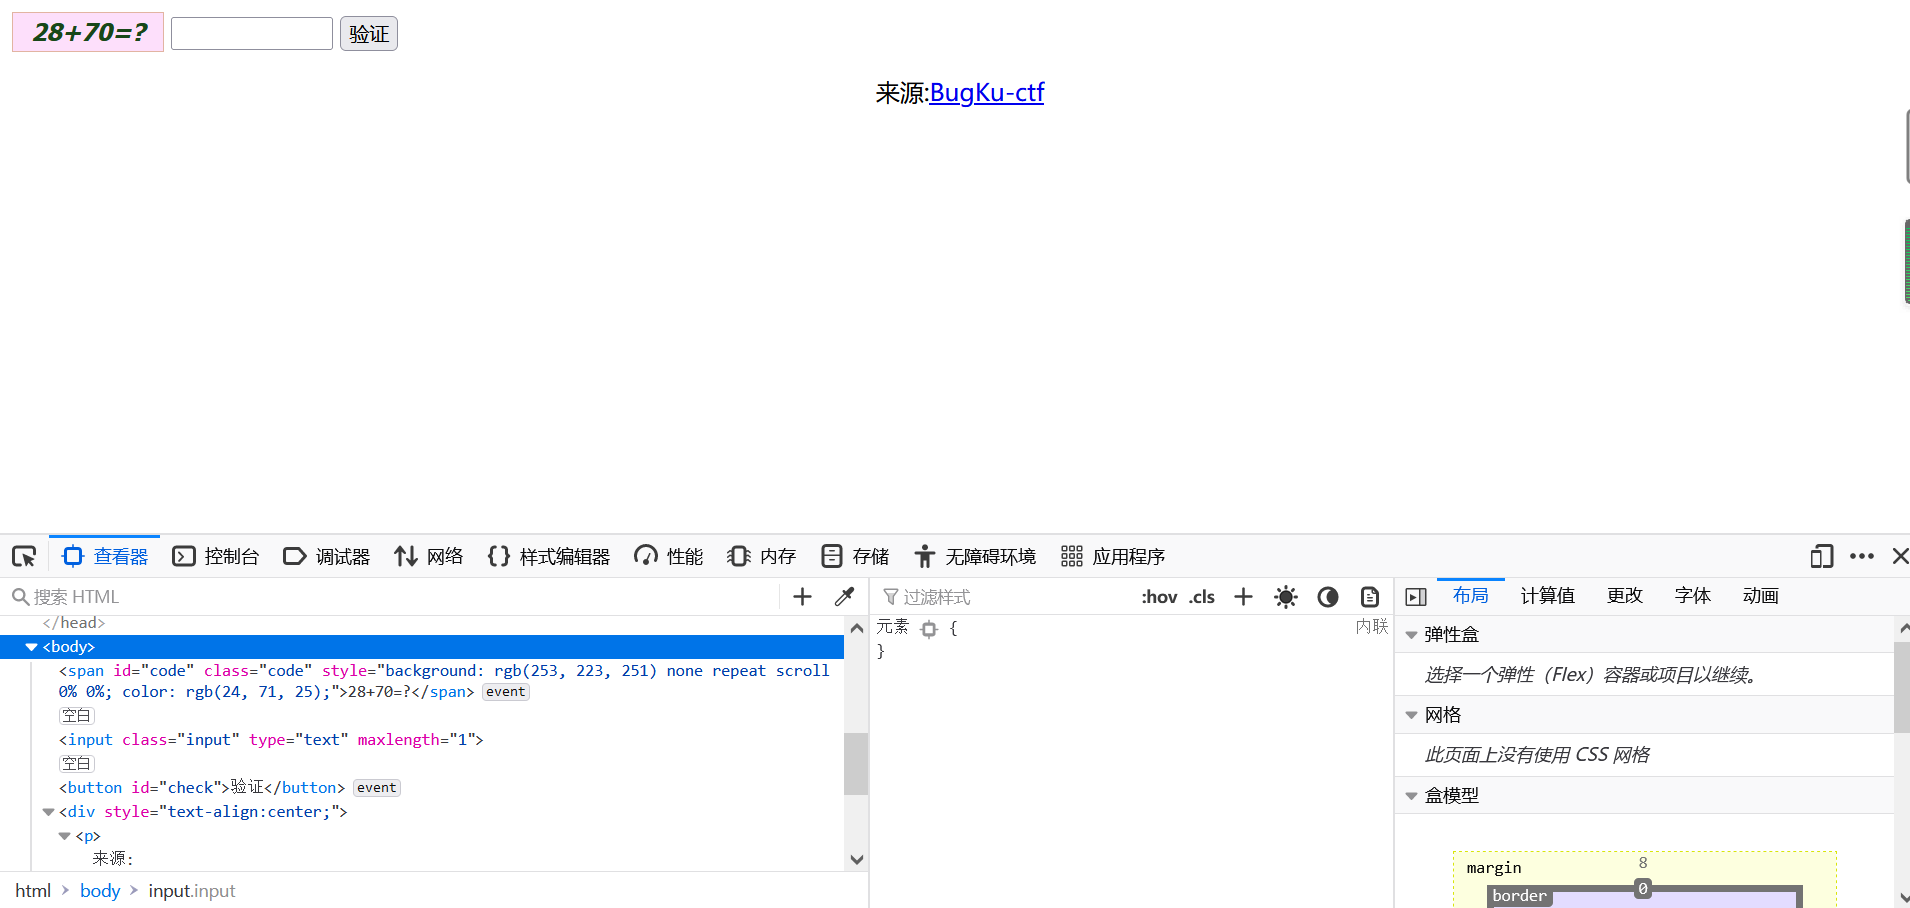 28+70=? 验证
来源:BugKu-ctf
查看器 控制台 调试器 网络 {} 样式编辑器 性能 内存 存储 无障碍环境 应用程序
搜索 HTML
</head>
<body>
<span id="code" class="code" style="background: rgb(253, 223, 251) none repeat scroll
0% 0%; color: rgb(24, 71, 25);">28+70=?</span> event
空白
<input class="input" type="text" maxlength="1">
空白
<button id="check">验证</button> event
<div style="text-align:center;">
<p>
来源:
html > body > input.input
过滤样式 :hov .cls
元素 { 内联
}
布局 计算值 更改 字体 动画
弹性盒
选择一个弹性（Flex）容器或项目以继续。
网格
此页面上没有使用 CSS 网格
盒模型
margin 8
border 0